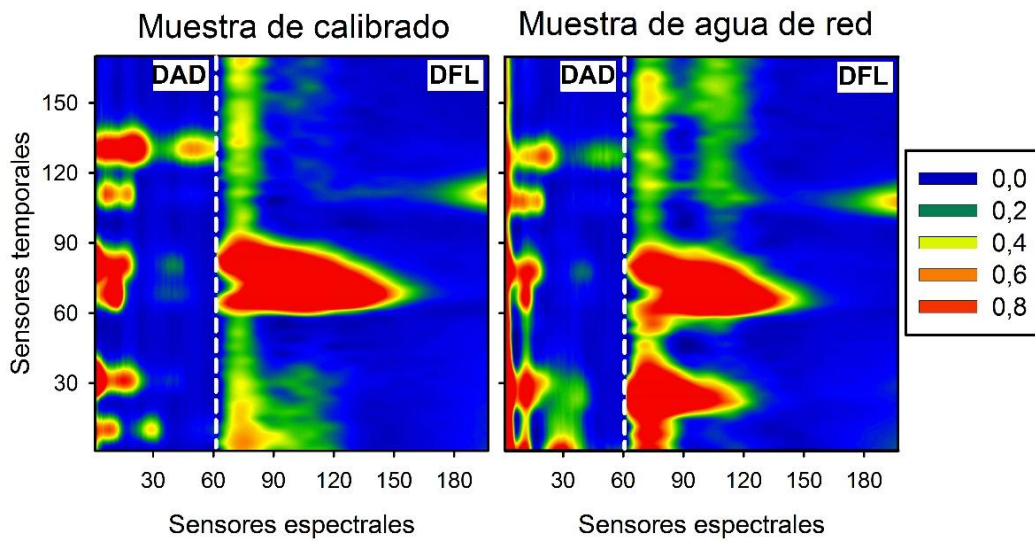 Muestra de calibrado
Muestra de agua de red
DAD
DFL
DAD
DFL
Sensores temporales
150
120
90
60
30
30
60
90
120
150
180
30
60
90
120
150
180
Sensores espectrales
Sensores espectrales
0,0
0,2
0,4
0,6
0,8